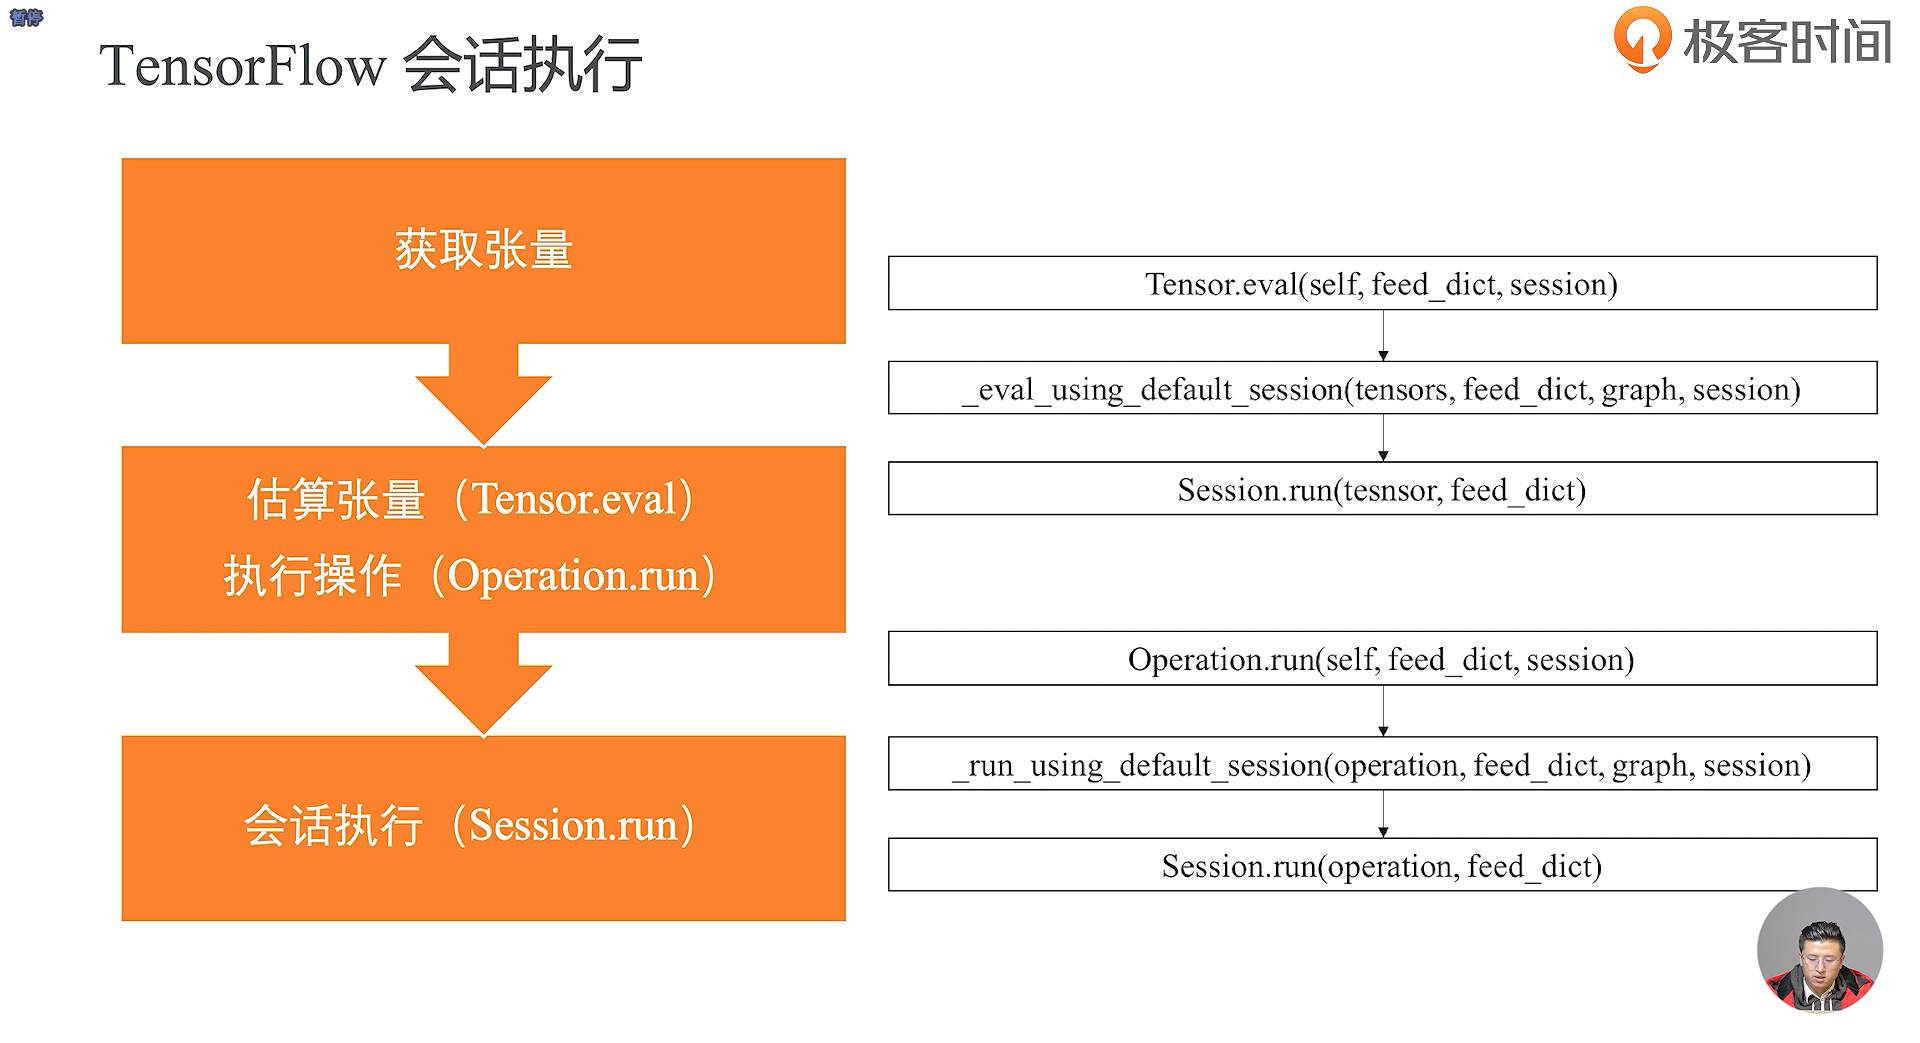 暂停
TensorFlow 会话执行
极客时间
获取张量
估算张量（Tensor.eval）
执行操作（Operation.run）
会话执行（Session.run）
Tensor.eval(self, feed_dict, session)
_eval_using_default_session(tensors, feed_dict, graph, session)
Session.run(tesnsor, feed_dict)
Operation.run(self, feed_dict, session)
_run_using_default_session(operation, feed_dict, graph, session)
Session.run(operation, feed_dict)